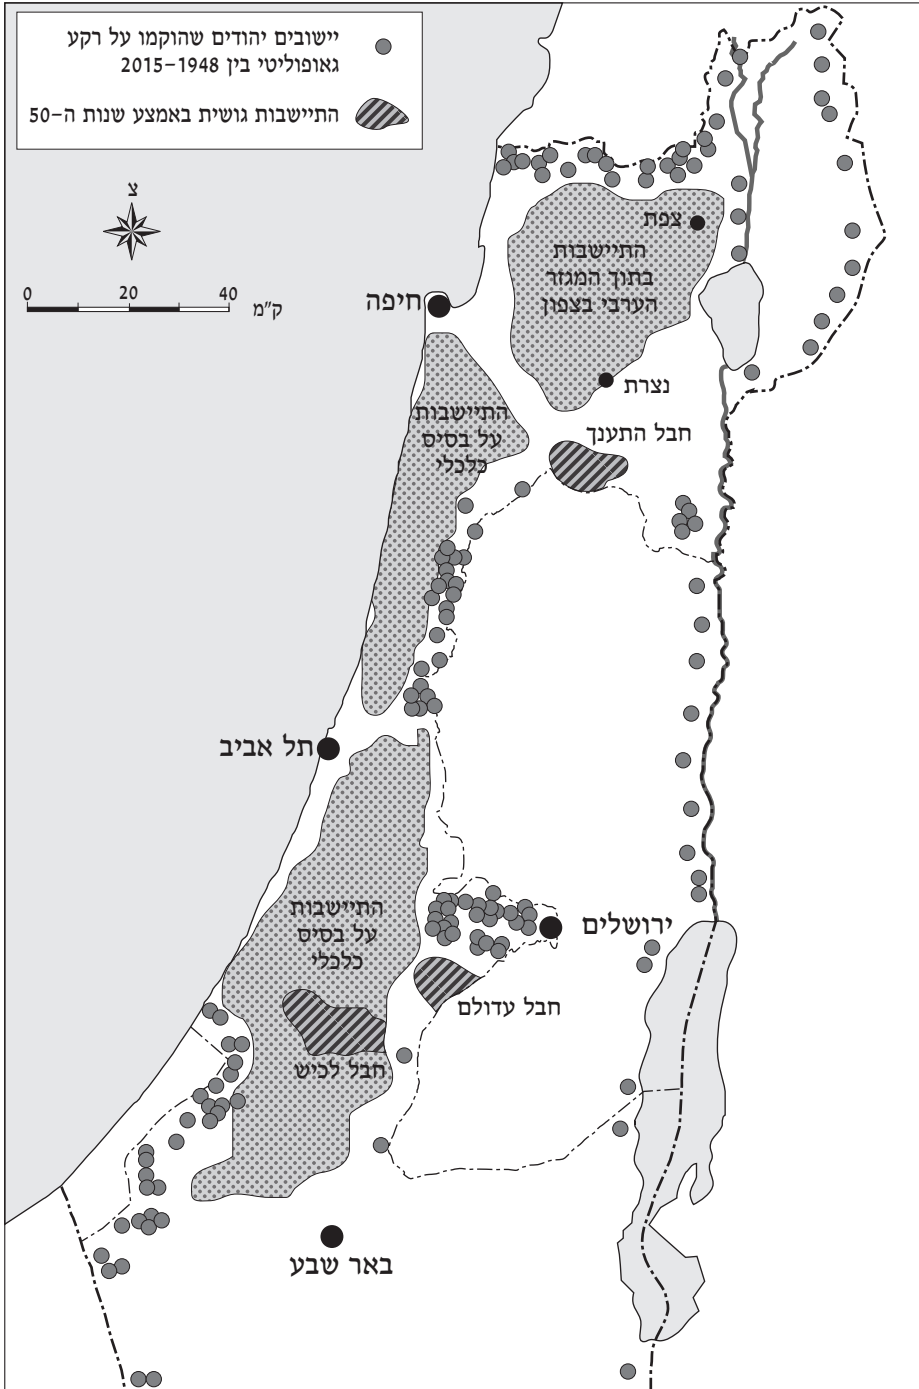 יישובים יהודים שהוקמו על רקע
גאופוליטי בין 1948–2015
התיישבות גושית באמצע שנות ה-50
צ
0 20 40
ק"מ
צפת
התיישבות
בתוך המגזר
הערבי בצפון
חיפה
נצרת
התיישבות
על בסיס
כלכלי
חבל התענך
תל אביב
התיישבות
על בסיס
כלכלי
ירושלים
חבל עדולם
חבל לכיש
באר שבע